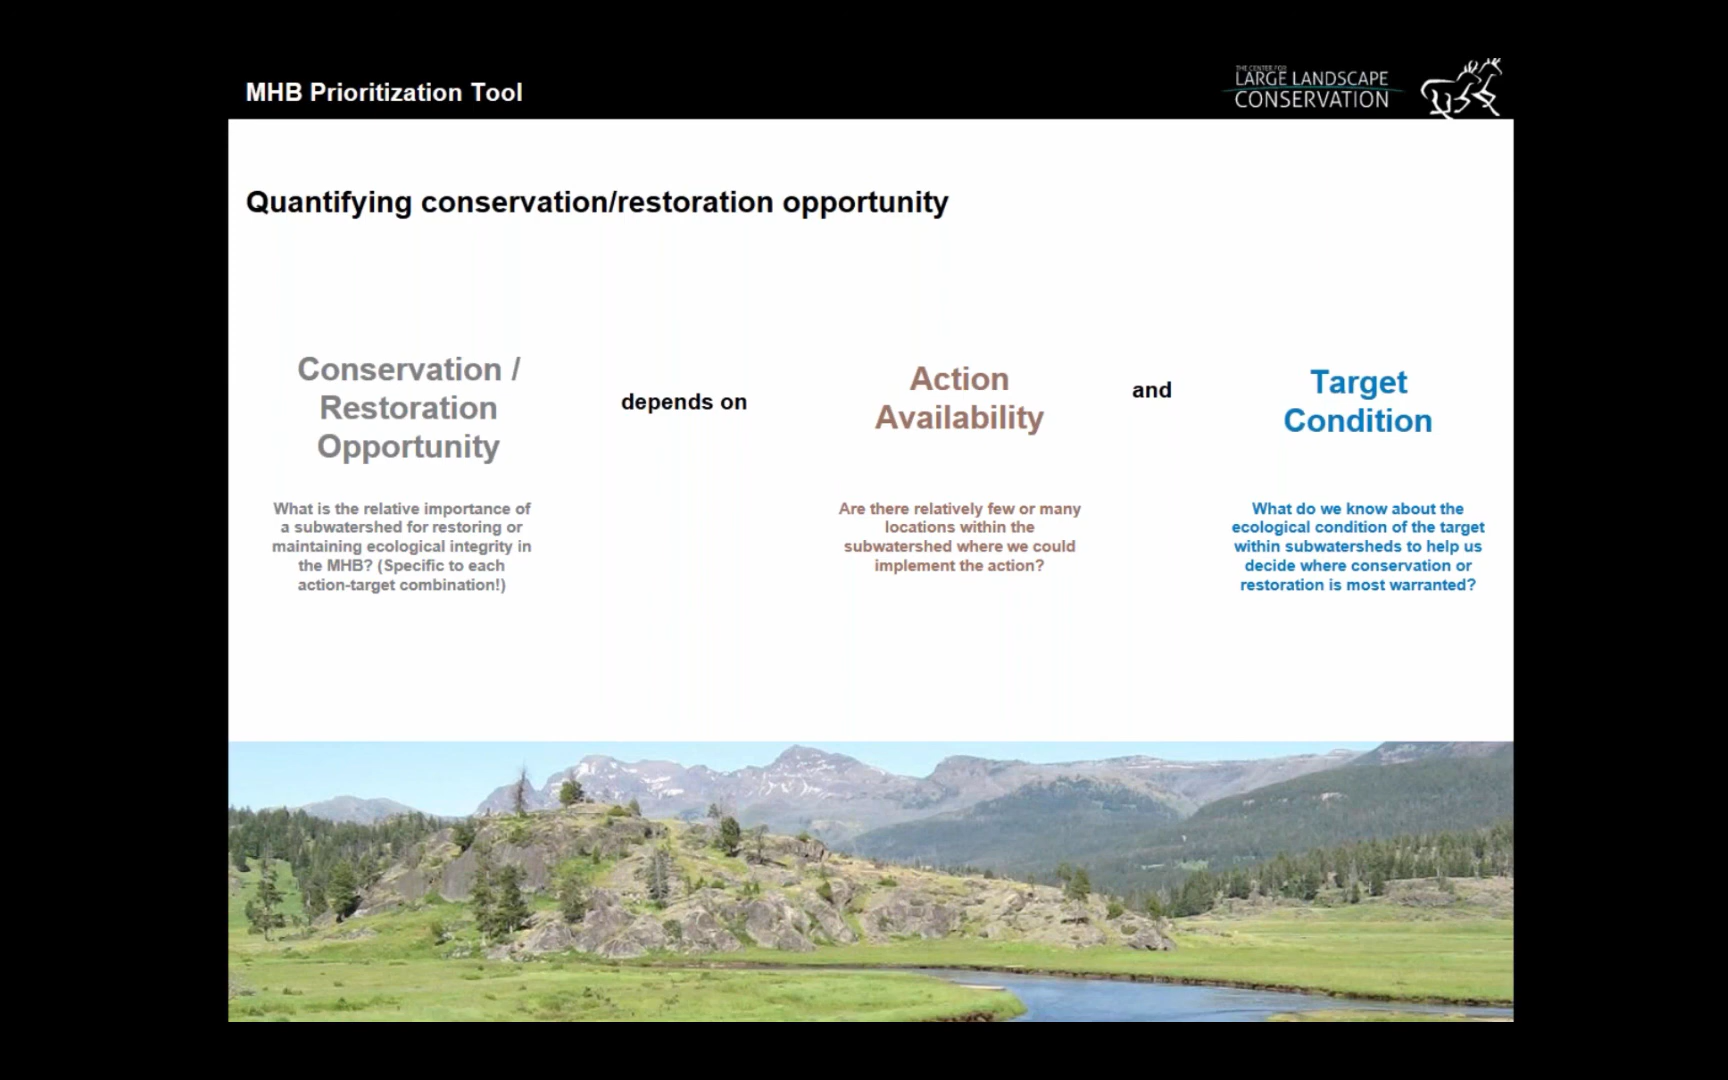 MHB Prioritization Tool
THE CENTER FOR
LARGE LANDSCAPE
CONSERVATION
Quantifying conservation/restoration opportunity
Conservation /
Restoration
Opportunity
depends on
Action
Availability
and
Target
Condition
What is the relative importance of
a subwatershed for restoring or
maintaining ecological integrity in
the MHB? (Specific to each
action-target combination!)
Are there relatively few or many
locations within the
subwatershed where we could
implement the action?
What do we know about the
ecological condition of the target
within subwatersheds to help us
decide where conservation or
restoration is most warranted?